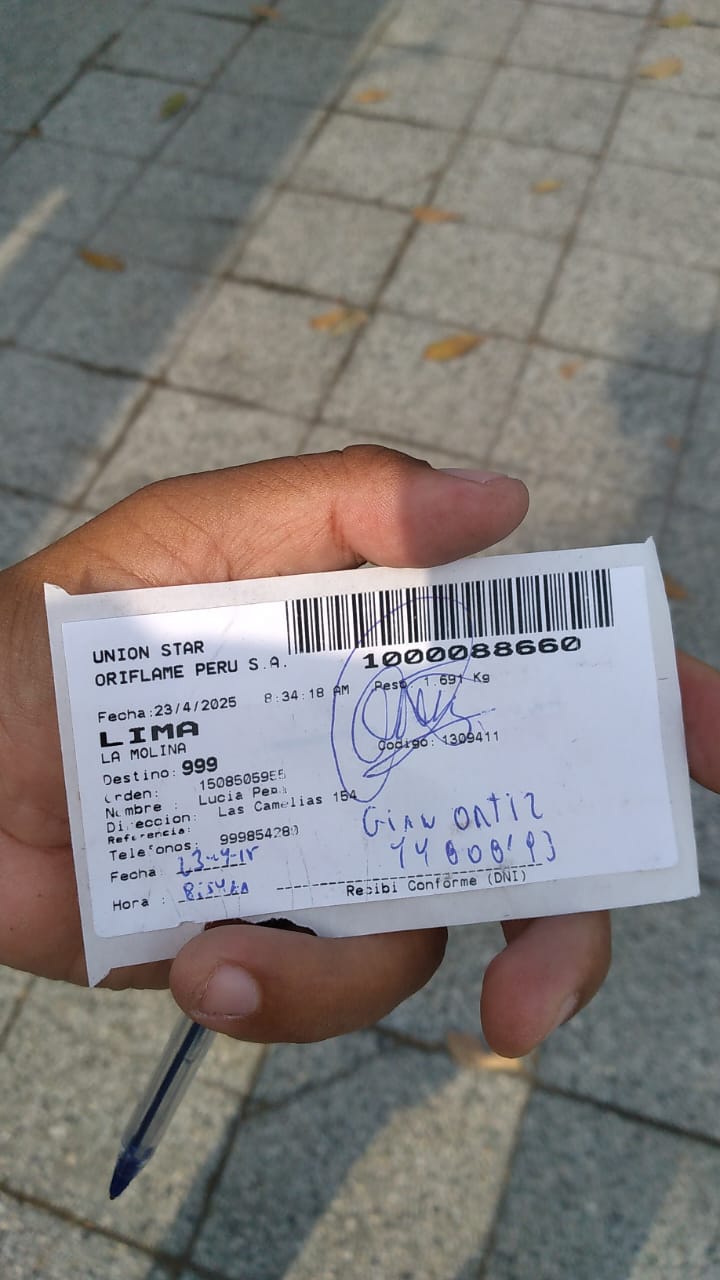 UNION STAR
ORIFLAME PERU S.A.
1000088660
Fecha:23/4/2025 8:34:18 AM Peso 1.691 Kg
LIMA
LA MOLINA
Codigo: 1309411
Destino: 999
Orden: 1508505955
Nombre : Lucia Pe
Direccion: Las Camelias 154
Referencia:
Telefonos: 999854280
Fecha:
Hora :
Recibi Conforme (DNI)
Gian Ortiz